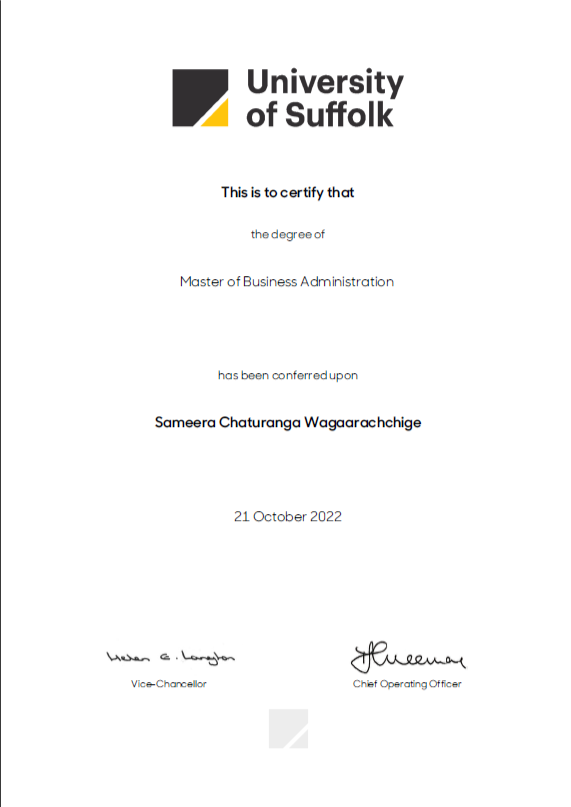 University
of Suffolk
This is to certify that
the degree of
Master of Business Administration
has been conferred upon
Sameera Chaturanga Wagaarachchige
21 October 2022
Helen E. Langton
Vice-Chancellor
Chief Operating Officer